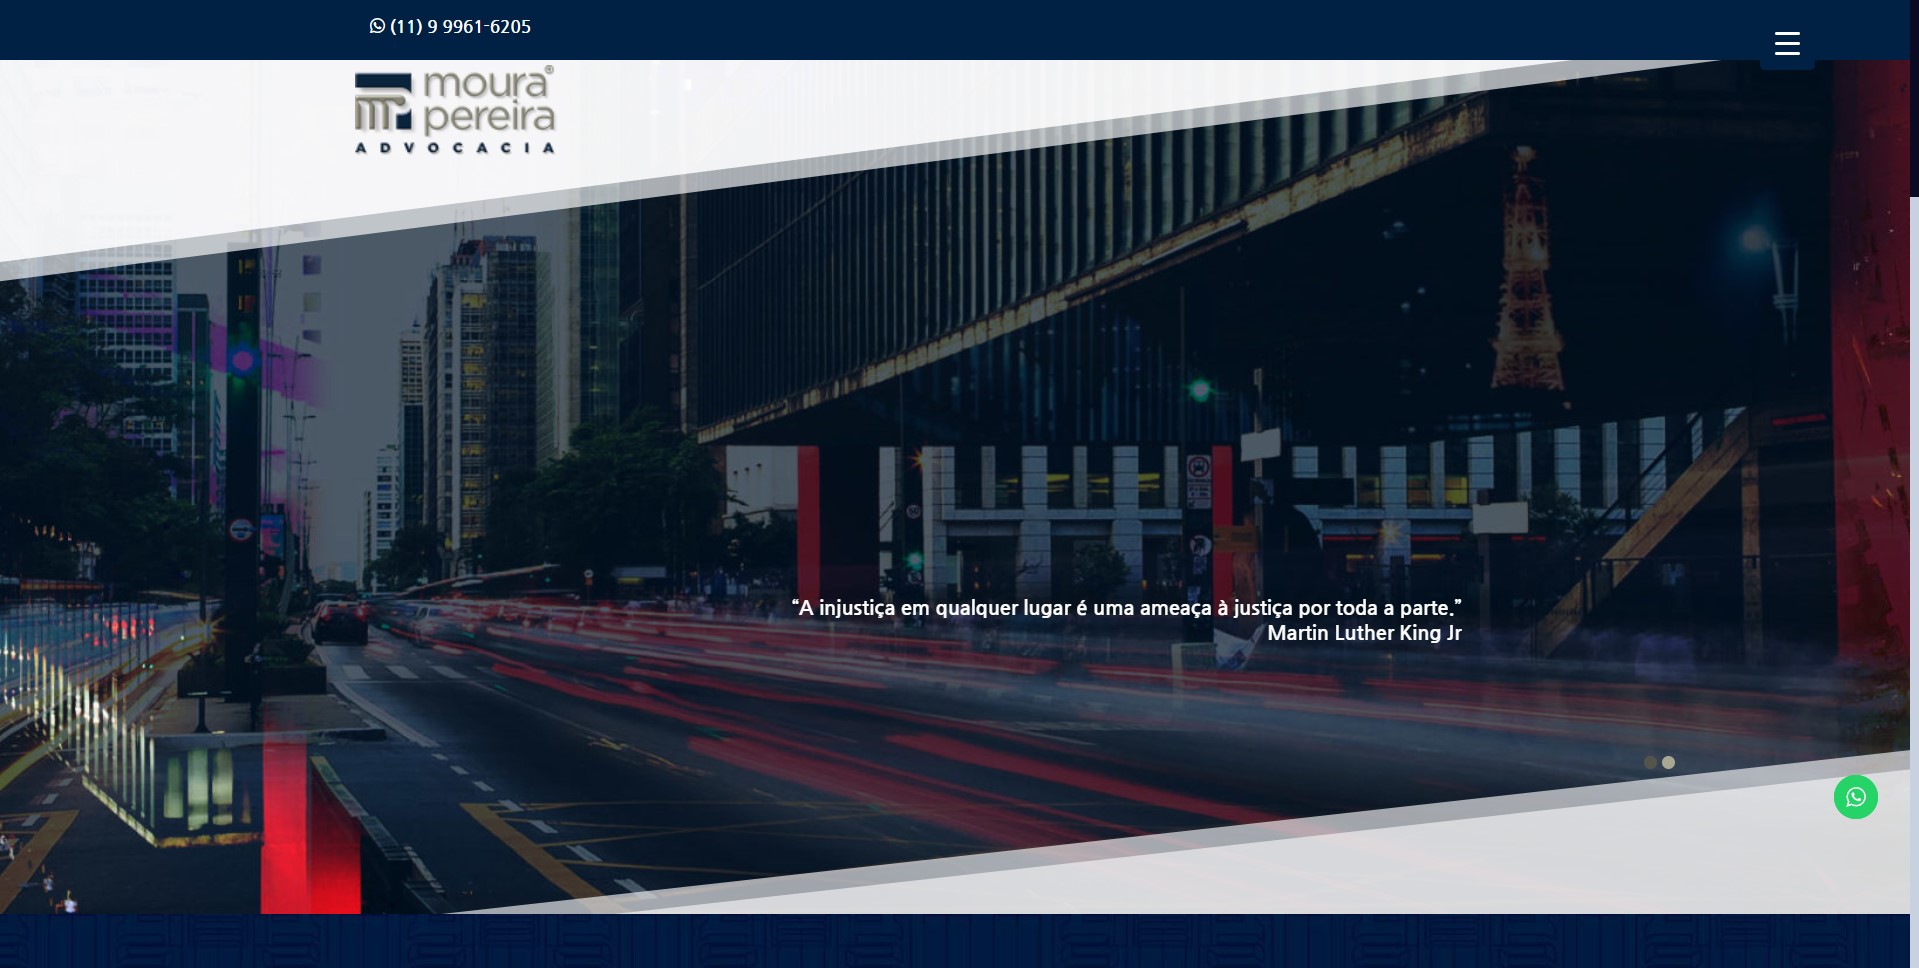 (11) 9 9961-6205
moura®
pereira
ADVOCACIA
“A injustiça em qualquer lugar é uma ameaça à justiça por toda a parte.”
Martin Luther King Jr